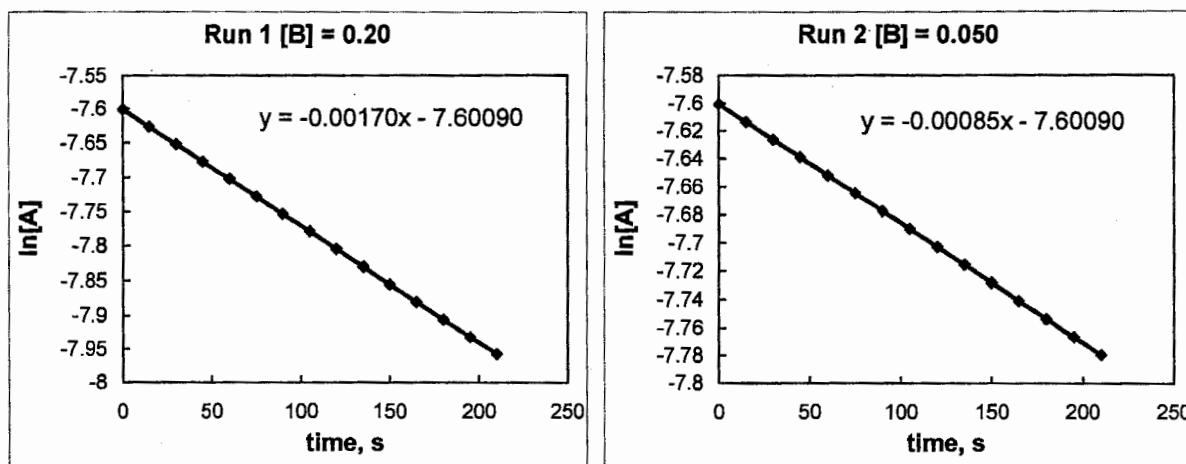 Run 1 [B] = 0.20
y = -0.00170x - 7.60090
-7.55
-7.6
-7.65
-7.7
-7.75
-7.8
-7.85
-7.9
-7.95
-8
ln[A]
0 50 100 150 200 250
time, s
Run 2 [B] = 0.050
y = -0.00085x - 7.60090
-7.58
-7.6
-7.62
-7.64
-7.66
-7.68
-7.7
-7.72
-7.74
-7.76
-7.78
-7.8
ln[A]
0 50 100 150 200 250
time, s